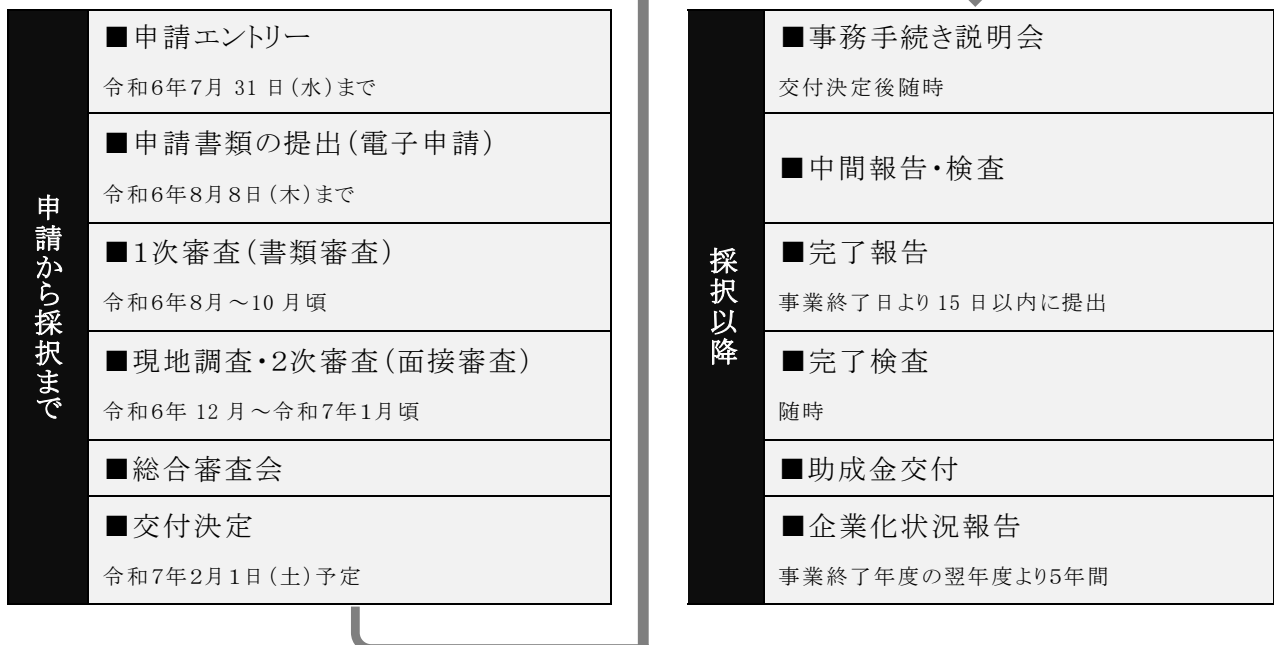 申請から採択まで
■申請エントリー
令和6年7月 31 日(水)まで
■申請書類の提出(電子申請)
令和6年8月8日(木)まで
■1次審査(書類審査)
令和6年8月~10 月頃
■現地調査・2次審査(面接審査)
令和6年 12 月~令和7年1月頃
■総合審査会
■交付決定
令和7年2月1日(土)予定
採択以降
■事務手続き説明会
交付決定後随時
■中間報告・検査
■完了報告
事業終了日より 15 日以内に提出
■完了検査
随時
■助成金交付
■企業化状況報告
事業終了年度の翌年度より5年間